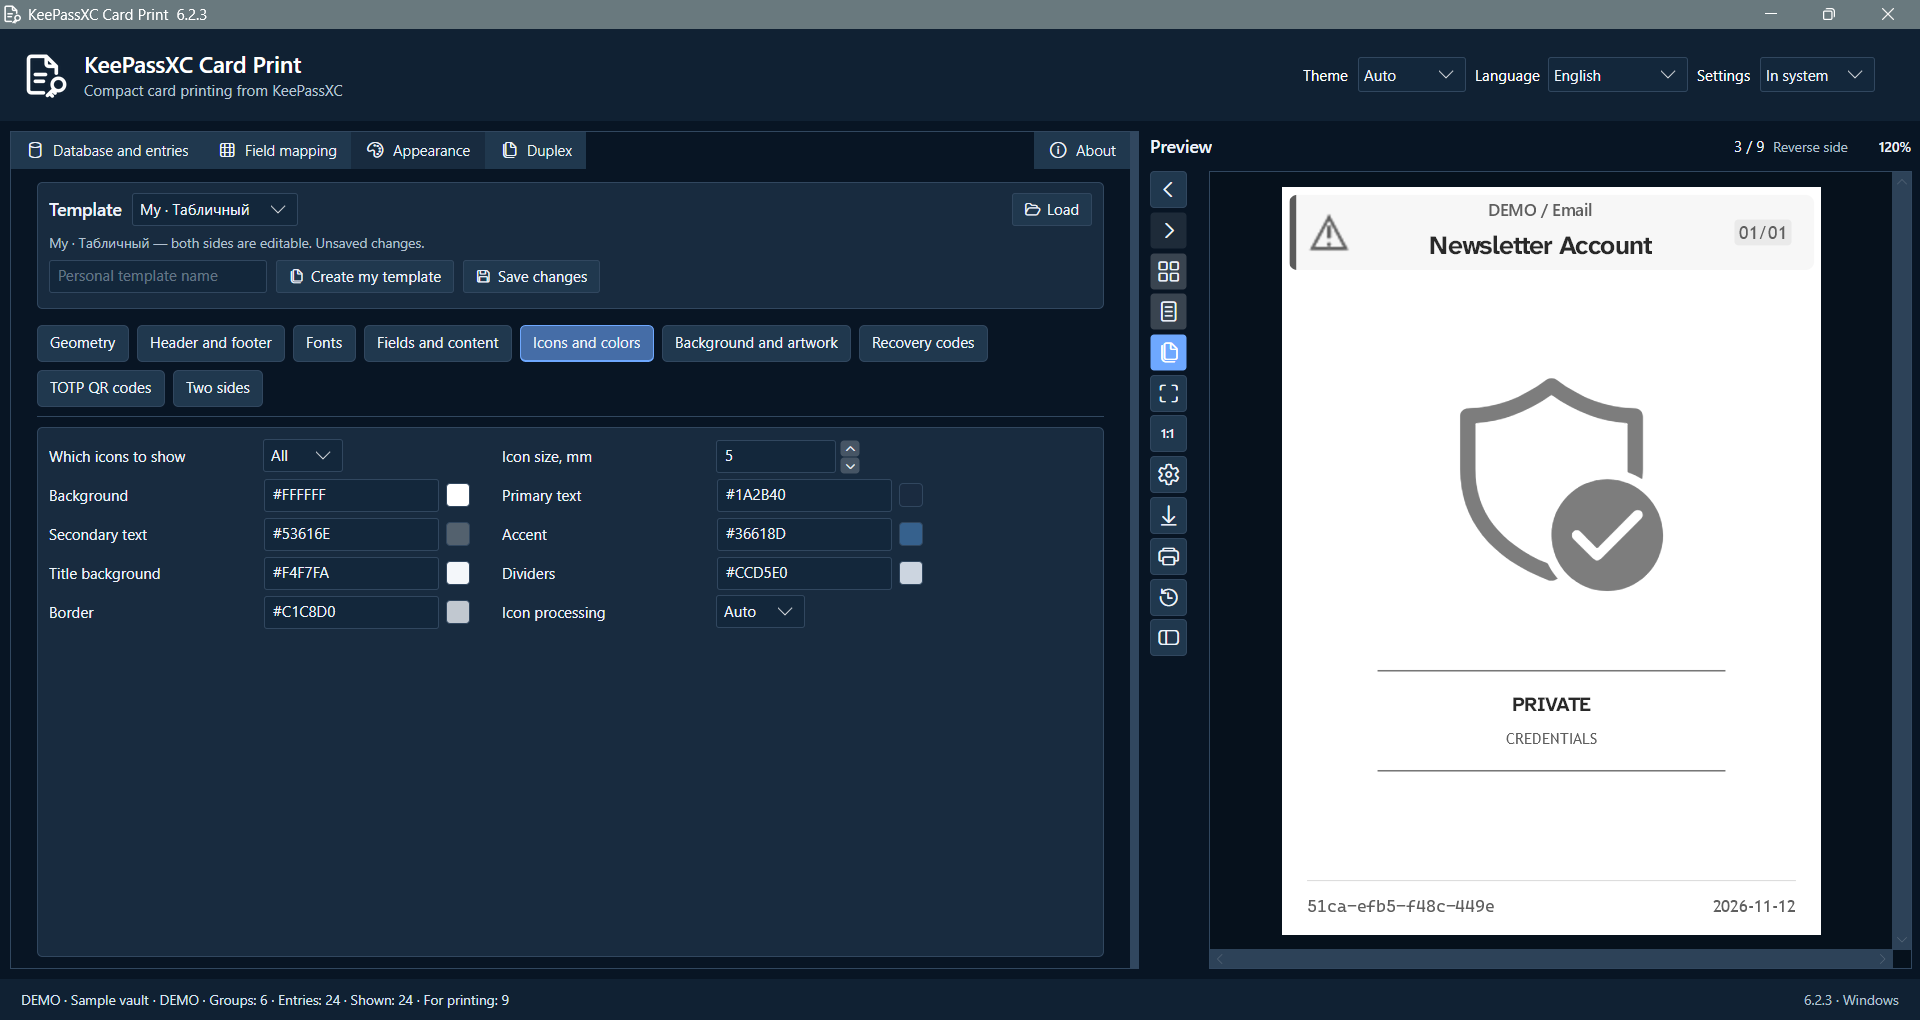 KeePassXC Card Print 6.2.3
KeePassXC Card Print
Compact card printing from KeePassXC
Theme Auto Language English Settings In system
Database and entries Field mapping Appearance Duplex About
Template My · Табличный Load
My · Табличный — both sides are editable. Unsaved changes.
Personal template name Create my template Save changes
Geometry Header and footer Fonts Fields and content Icons and colors Background and artwork Recovery codes
TOTP QR codes Two sides
Which icons to show All Icon size, mm 5
Background #FFFFFF Primary text #1A2B40
Secondary text #53616E Accent #36618D
Title background #F4F7FA Dividers #CCD5E0
Border #C1C8D0 Icon processing Auto
Preview 3 / 9 Reverse side 120%
1:1
DEMO / Email
Newsletter Account
01/01
PRIVATE
CREDENTIALS
51ca-efb5-f48c-449e 2026-11-12
DEMO · Sample vault · DEMO · Groups: 6 · Entries: 24 · Shown: 24 · For printing: 9
6.2.3 · Windows